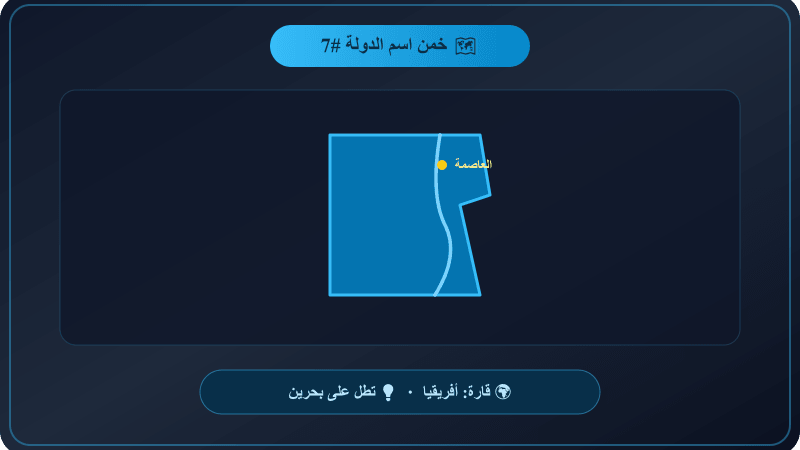 🗺 خمن اسم الدولة #7
العاصمة
🌍 قارة: أفريقيا • 💡 تطل على بحرين